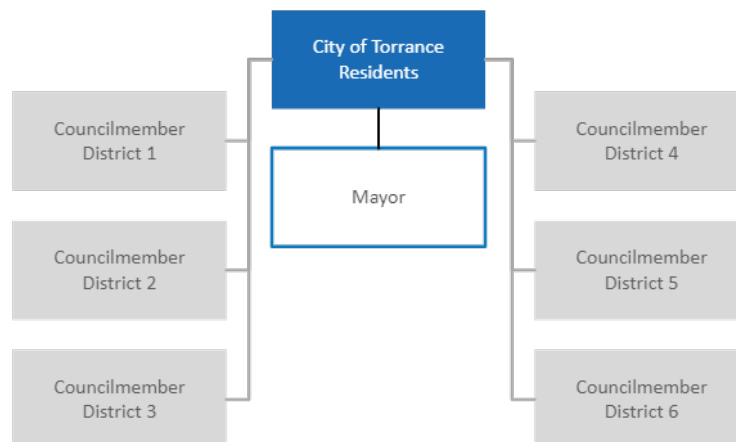 City of Torrance
Residents
Councilmember
District 1
Councilmember
District 4
Mayor
Councilmember
District 2
Councilmember
District 5
Councilmember
District 3
Councilmember
District 6